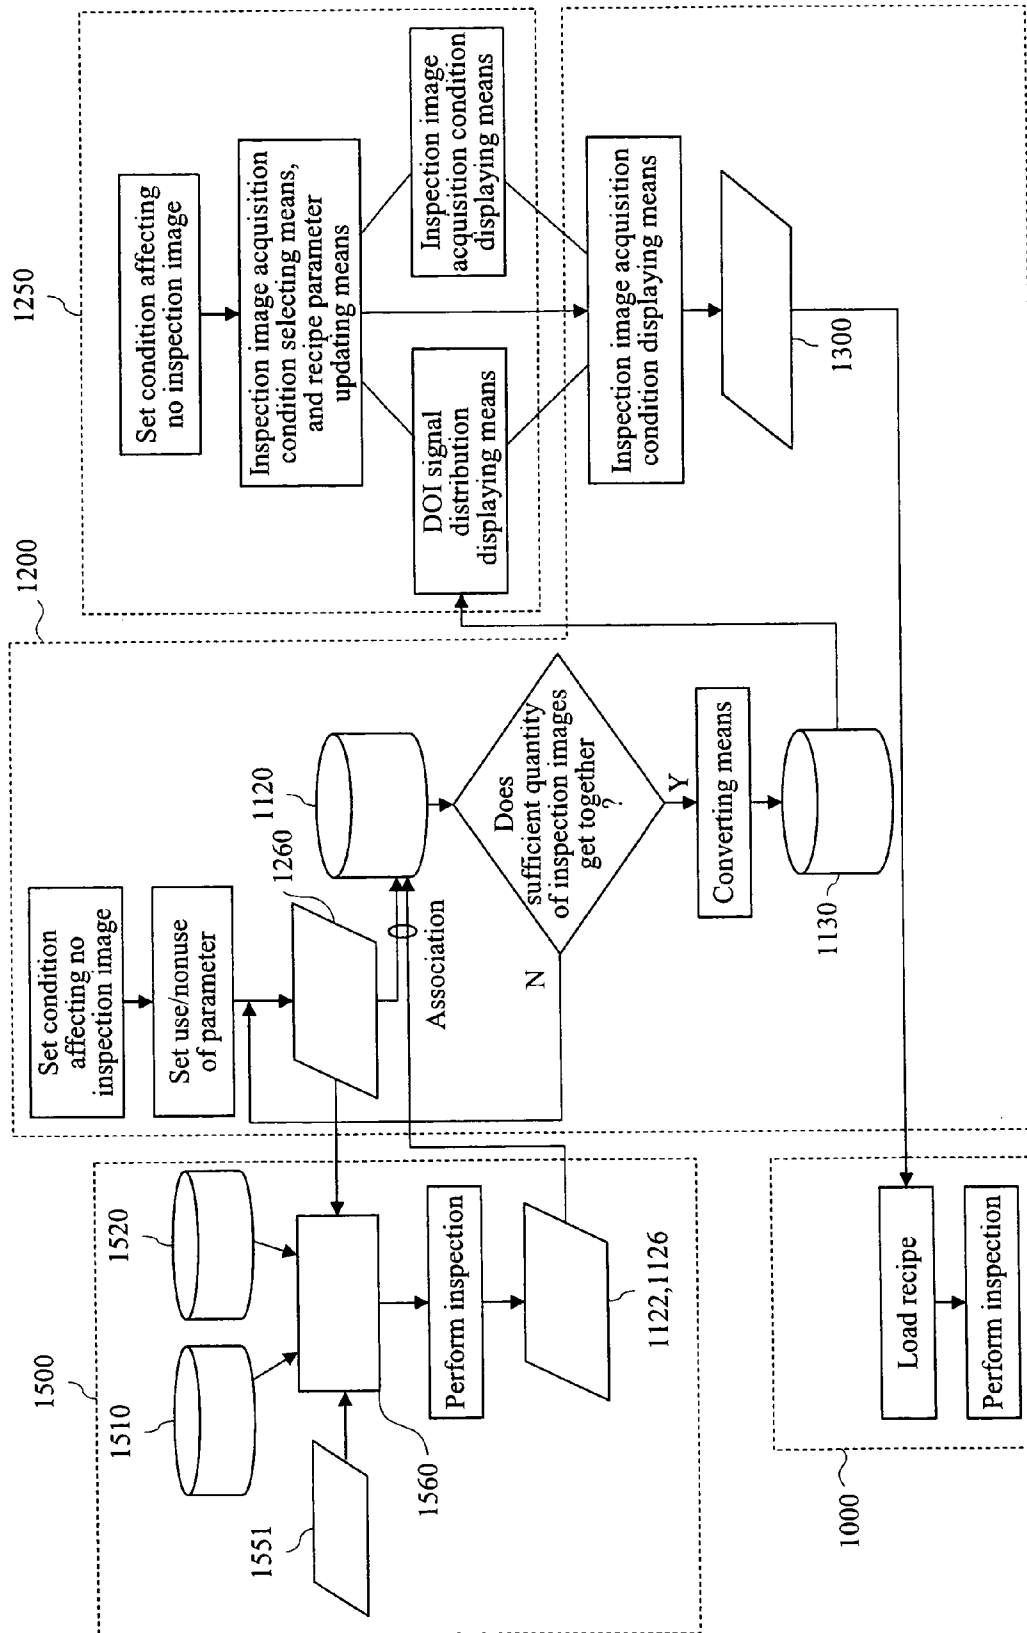 1500
1510
1520
1551
1560
Perform inspection
1122,1126
1000
Load recipe
Perform inspection
1200
Set condition
affecting no
inspection image
Set use/nonuse
of parameter
1260
Association
1120
N
Does
sufficient quantity
of inspection images
get together
?
Y
Converting means
1130
1250
Set condition affecting
no inspection image
Inspection image acquisition
condition selecting means,
and recipe parameter
updating means
DOI signal
distribution
displaying means
Inspection image
acquisition condition
displaying means
Inspection image acquisition
condition displaying means
1300